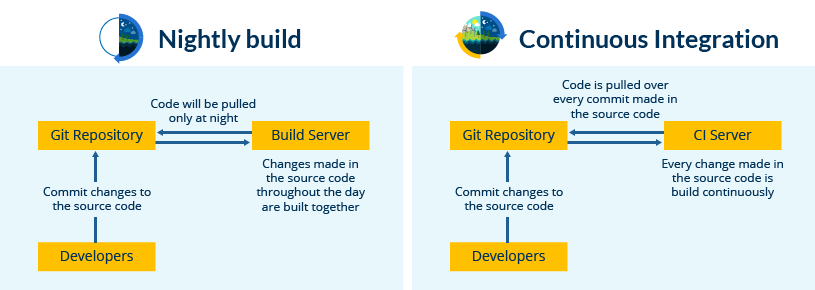 Nightly build
Code will be pulled
only at night
Git Repository
Build Server
Changes made in
the source code
throughout the day
are built together
Commit changes to
the source code
Developers
Continuous Integration
Code is pulled over
every commit made in
the source code
Git Repository
CI Server
Every change made in
the source code is
build continuously
Commit changes to
the source code
Developers